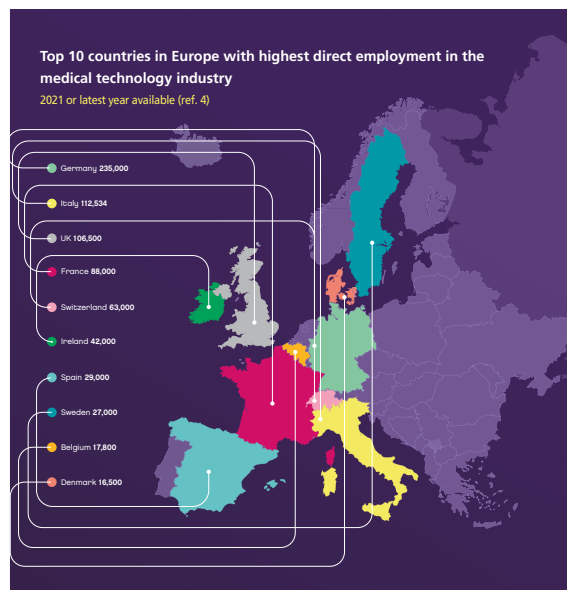 Top 10 countries in Europe with highest direct employment in the
medical technology industry
2021 or latest year available (ref. 4)
Germany 235,000
Italy 112,534
UK 106,500
France 88,000
Switzerland 63,000
Ireland 42,000
Spain 29,000
Sweden 27,000
Belgium 17,800
Denmark 16,500